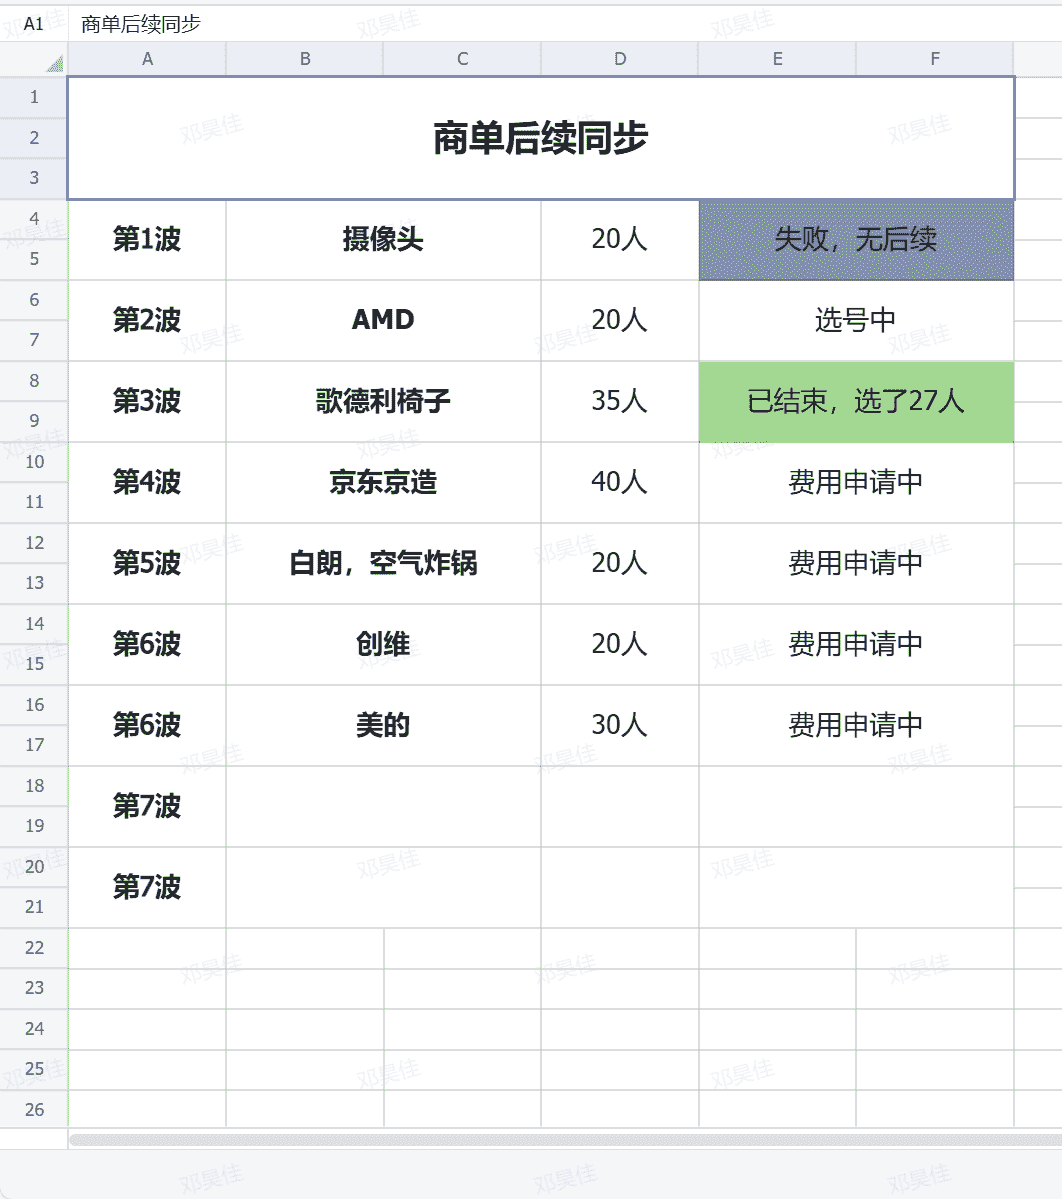 A1 商单后续同步
A B C D E F
1
2
3
商单后续同步
4
5
第1波 摄像头 20人 失败，无后续
6
7
第2波 AMD 20人 选号中
8
9
第3波 歌德利椅子 35人 已结束，选了27人
10
11
第4波 京东京造 40人 费用申请中
12
13
第5波 白朗，空气炸锅 20人 费用申请中
14
15
第6波 创维 20人 费用申请中
16
17
第6波 美的 30人 费用申请中
18
19
第7波
20
21
第7波
22
23
24
25
26
邓昊佳